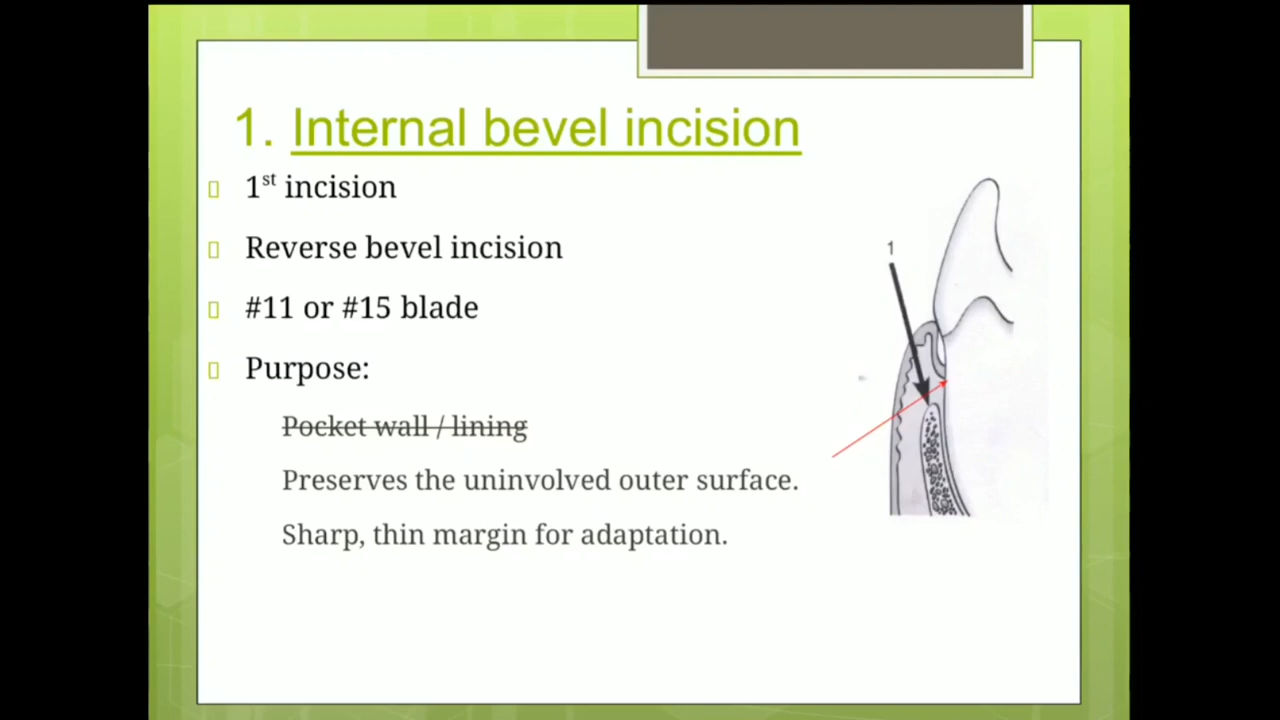 1. Internal bevel incision
1st incision
Reverse bevel incision
#11 or #15 blade
Purpose:
Pocket wall / lining
Preserves the uninvolved outer surface.
Sharp, thin margin for adaptation.
1